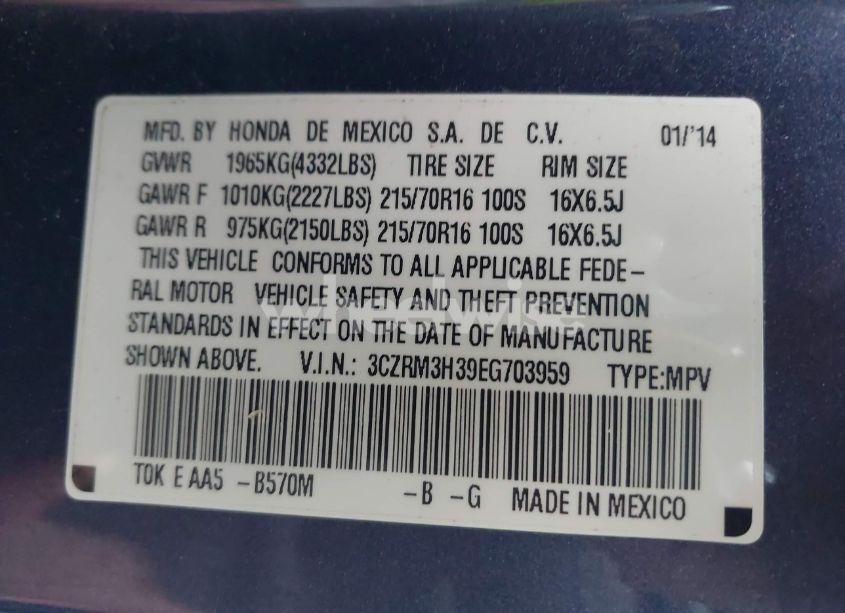 MFD. BY HONDA DE MEXICO S.A. DE C.V. 01/'14
GVWR 1965KG(4332LBS) TIRE SIZE RIM SIZE
GAWR F 1010KG(2227LBS) 215/70R16 100S 16X6.5J
GAWR R 975KG(2150LBS) 215/70R16 100S 16X6.5J
THIS VEHICLE CONFORMS TO ALL APPLICABLE FEDE-
RAL MOTOR VEHICLE SAFETY AND THEFT PREVENTION
STANDARDS IN EFFECT ON THE DATE OF MANUFACTURE
SHOWN ABOVE. V.I.N.: 3CZRM3H39EG703959 TYPE:MPV
T0K E AA5 -B570M -B -G MADE IN MEXICO